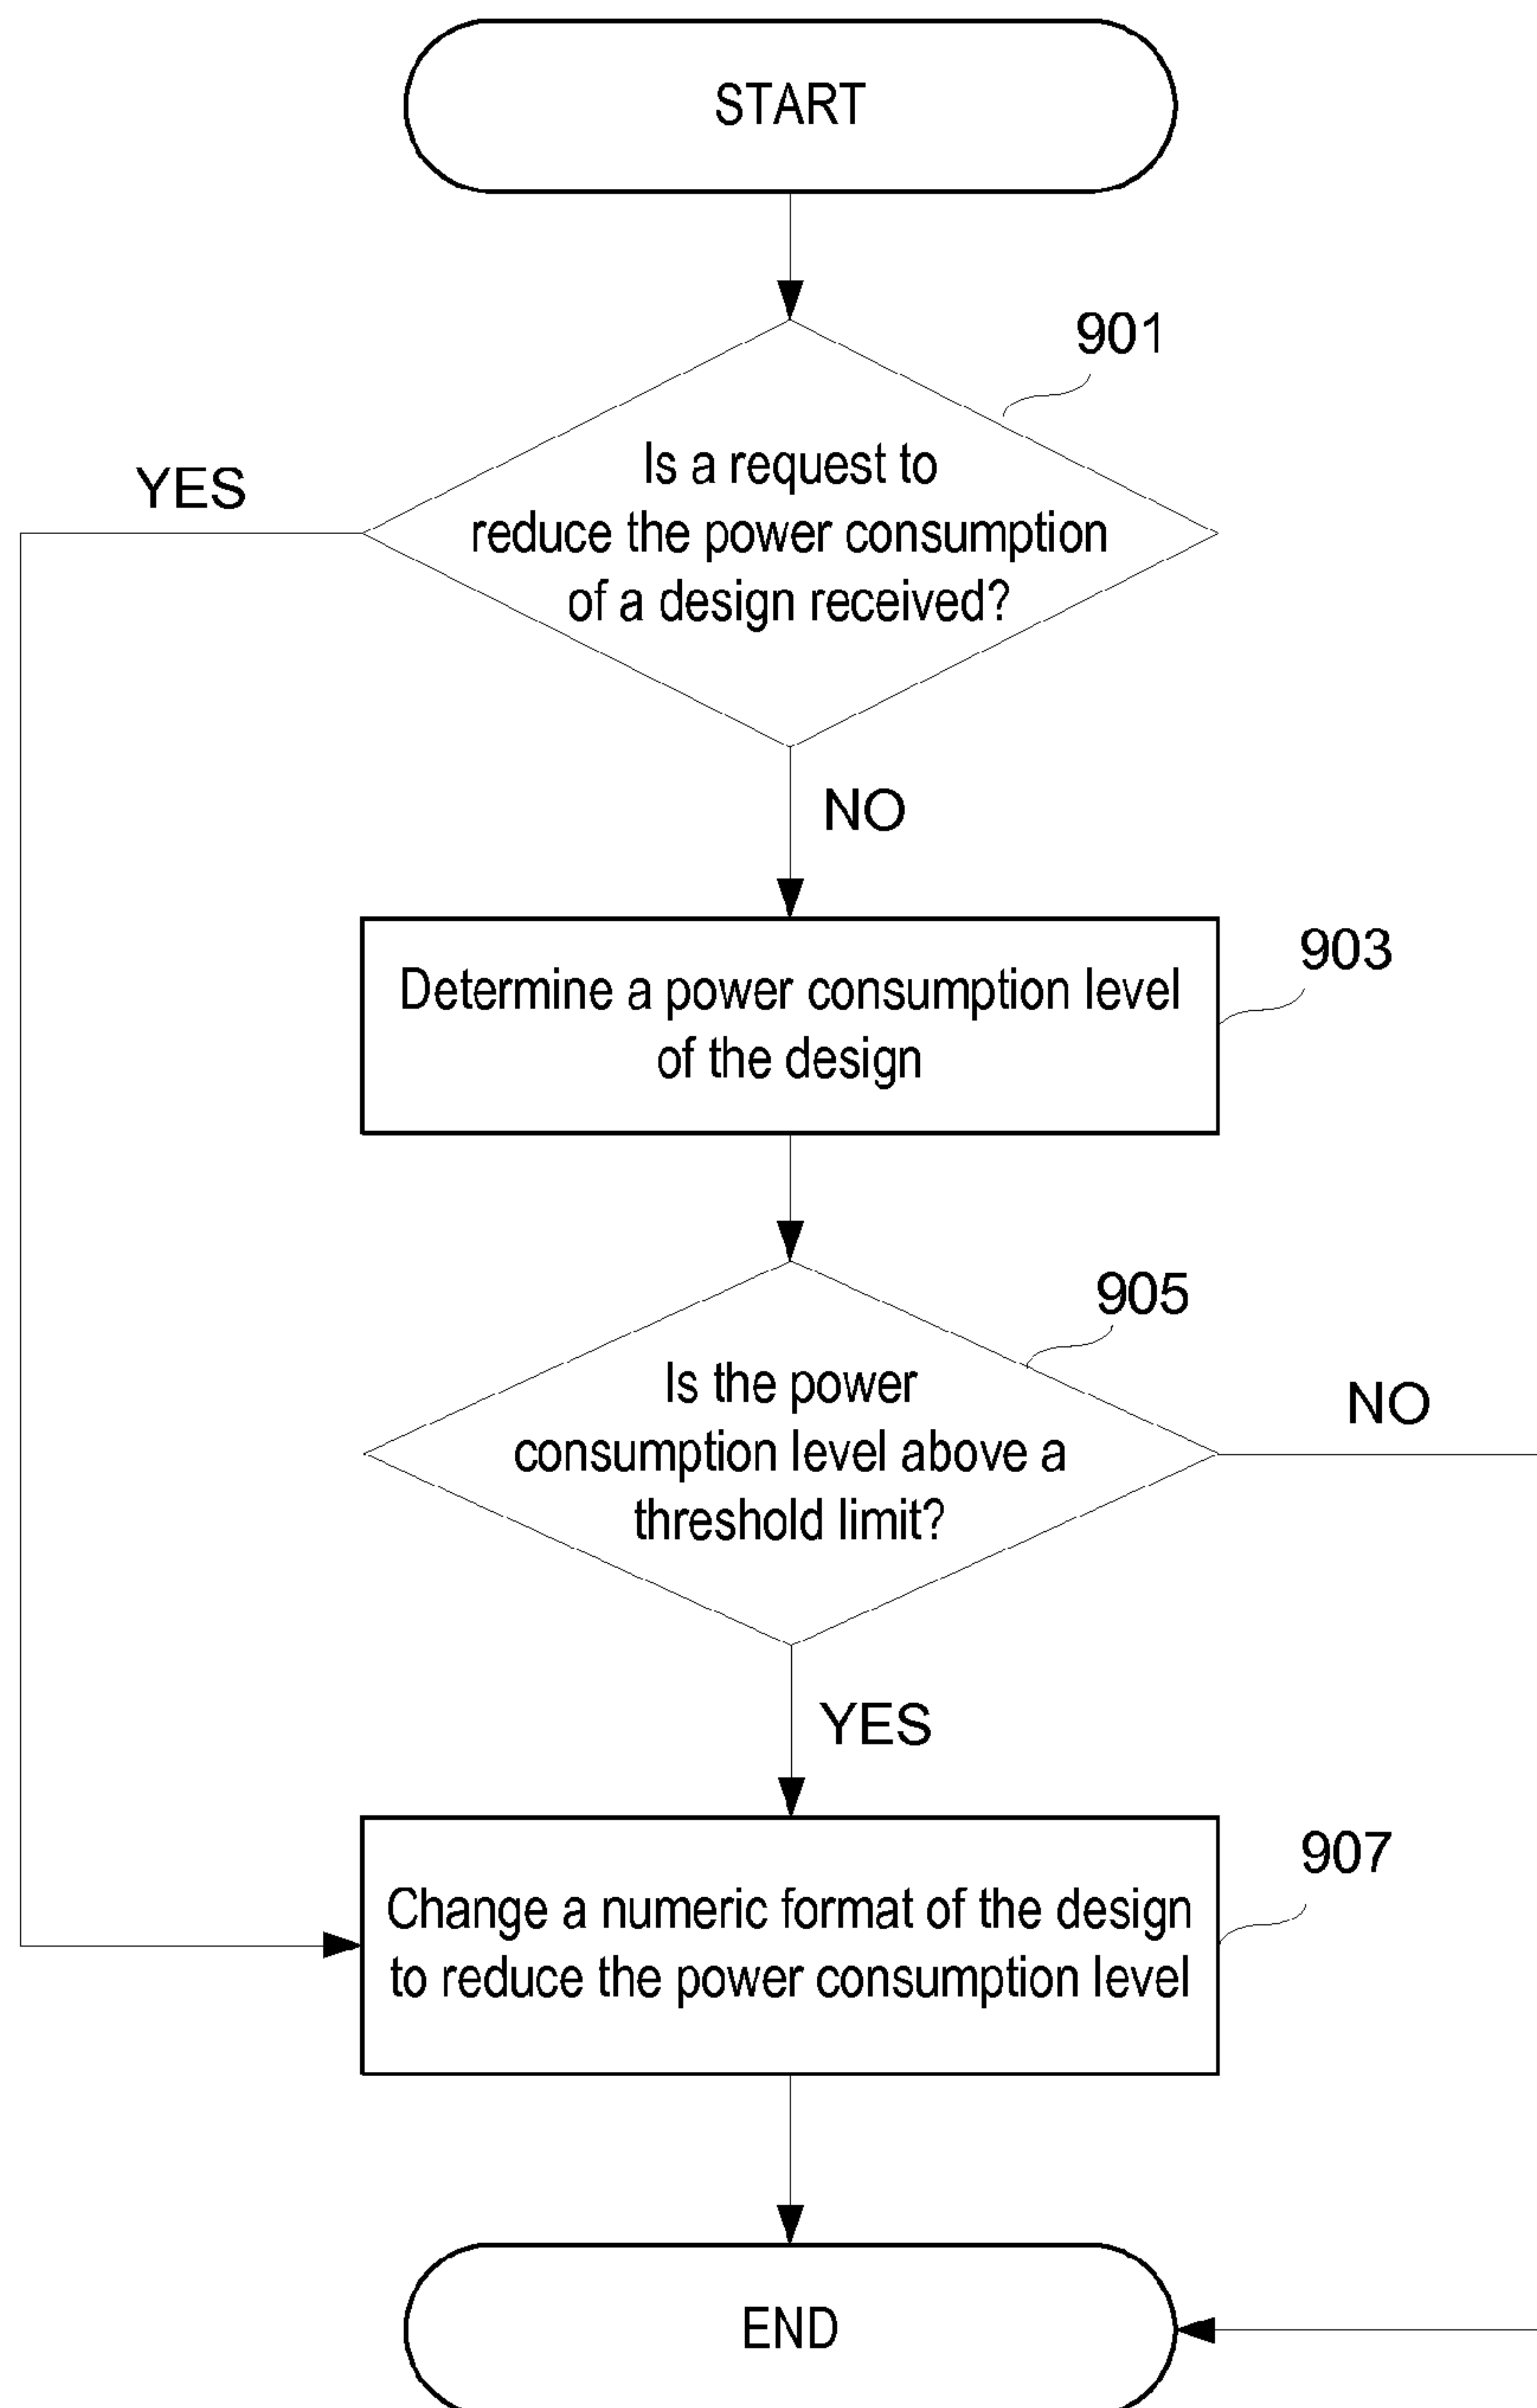 START
901
Is a request to
reduce the power consumption
of a design received?
YES
NO
903
Determine a power consumption level
of the design
905
Is the power
consumption level above a
threshold limit?
NO
YES
907
Change a numeric format of the design
to reduce the power consumption level
END